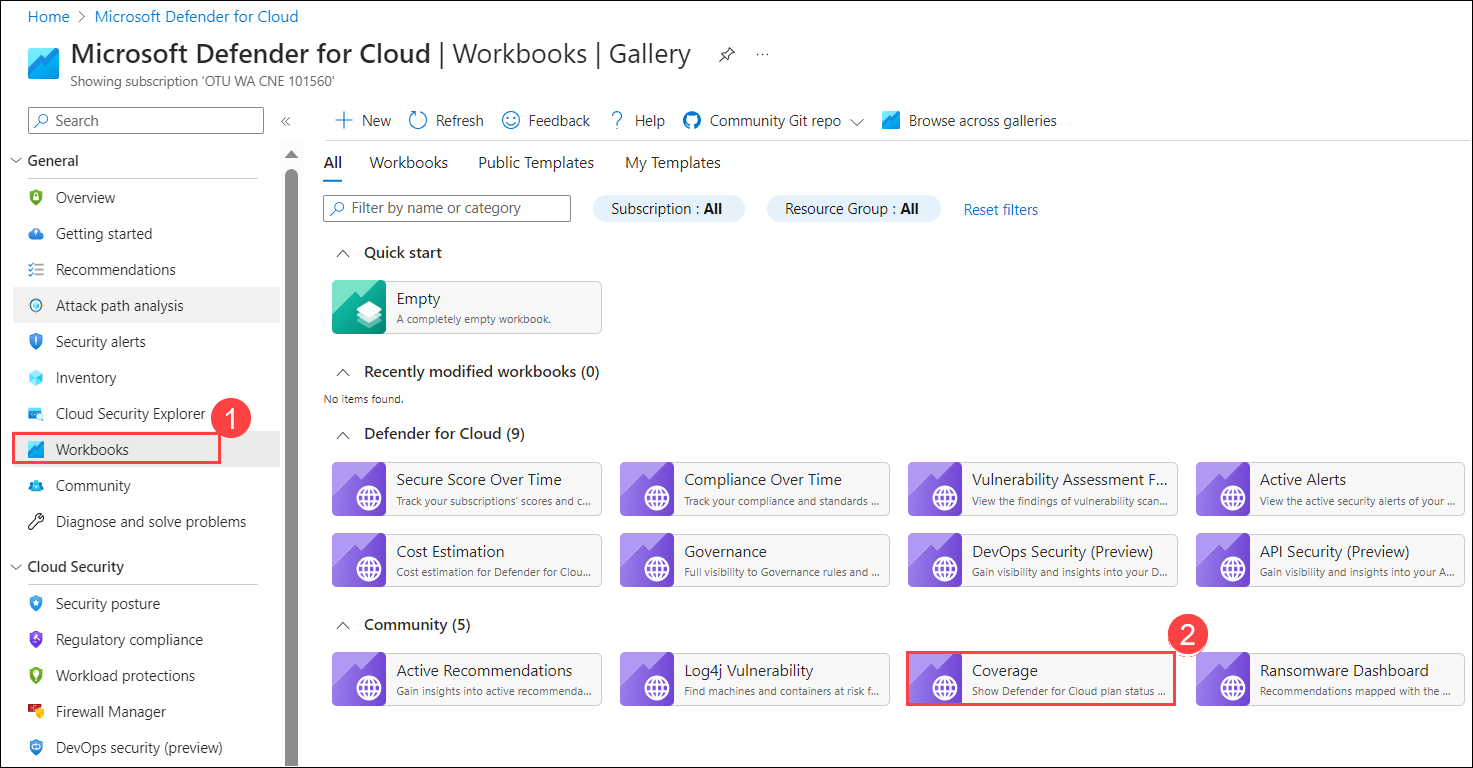 Home > Microsoft Defender for Cloud
Microsoft Defender for Cloud | Workbooks | Gallery ...
Showing subscription 'OTU WA CNE 101560'
Search «
New Refresh Feedback Help Community Git repo Browse across galleries
General
Overview
Getting started
Recommendations
Attack path analysis
Security alerts
Inventory
Cloud Security Explorer
1
Workbooks
Community
Diagnose and solve problems
Cloud Security
Security posture
Regulatory compliance
Workload protections
Firewall Manager
DevOps security (preview)
All Workbooks Public Templates My Templates
Filter by name or category Subscription : All Resource Group : All Reset filters
Quick start
Empty
A completely empty workbook.
Recently modified workbooks (0)
No items found.
Defender for Cloud (9)
Secure Score Over Time
Track your subscriptions' scores and c...
Compliance Over Time
Track your compliance and standards ...
Vulnerability Assessment F...
View the findings of vulnerability scan...
Active Alerts
View the active security alerts of your ...
Cost Estimation
Cost estimation for Defender for Clou...
Governance
Full visibility to Governance rules and ...
DevOps Security (Preview)
Gain visibility and insights into your D...
API Security (Preview)
Gain visibility and insights into your A...
Community (5)
Active Recommendations
Gain insights into active recommenda...
Log4j Vulnerability
Find machines and containers at risk f...
2
Coverage
Show Defender for Cloud plan status ...
Ransomware Dashboard
Recommendations mapped with the ...